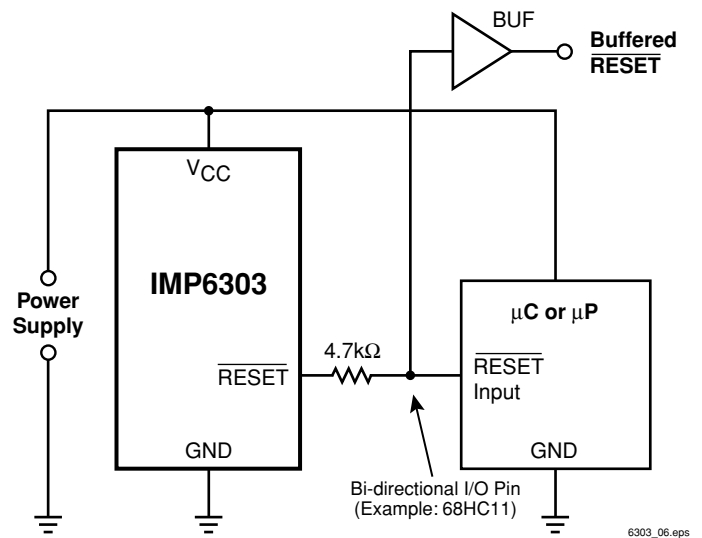 BUF
Buffered
RESET
VCC
IMP6303
Power
Supply
μC or μP
4.7kΩ
RESET
RESET
Input
GND
GND
Bi-directional I/O Pin
(Example: 68HC11)
6303_06.eps